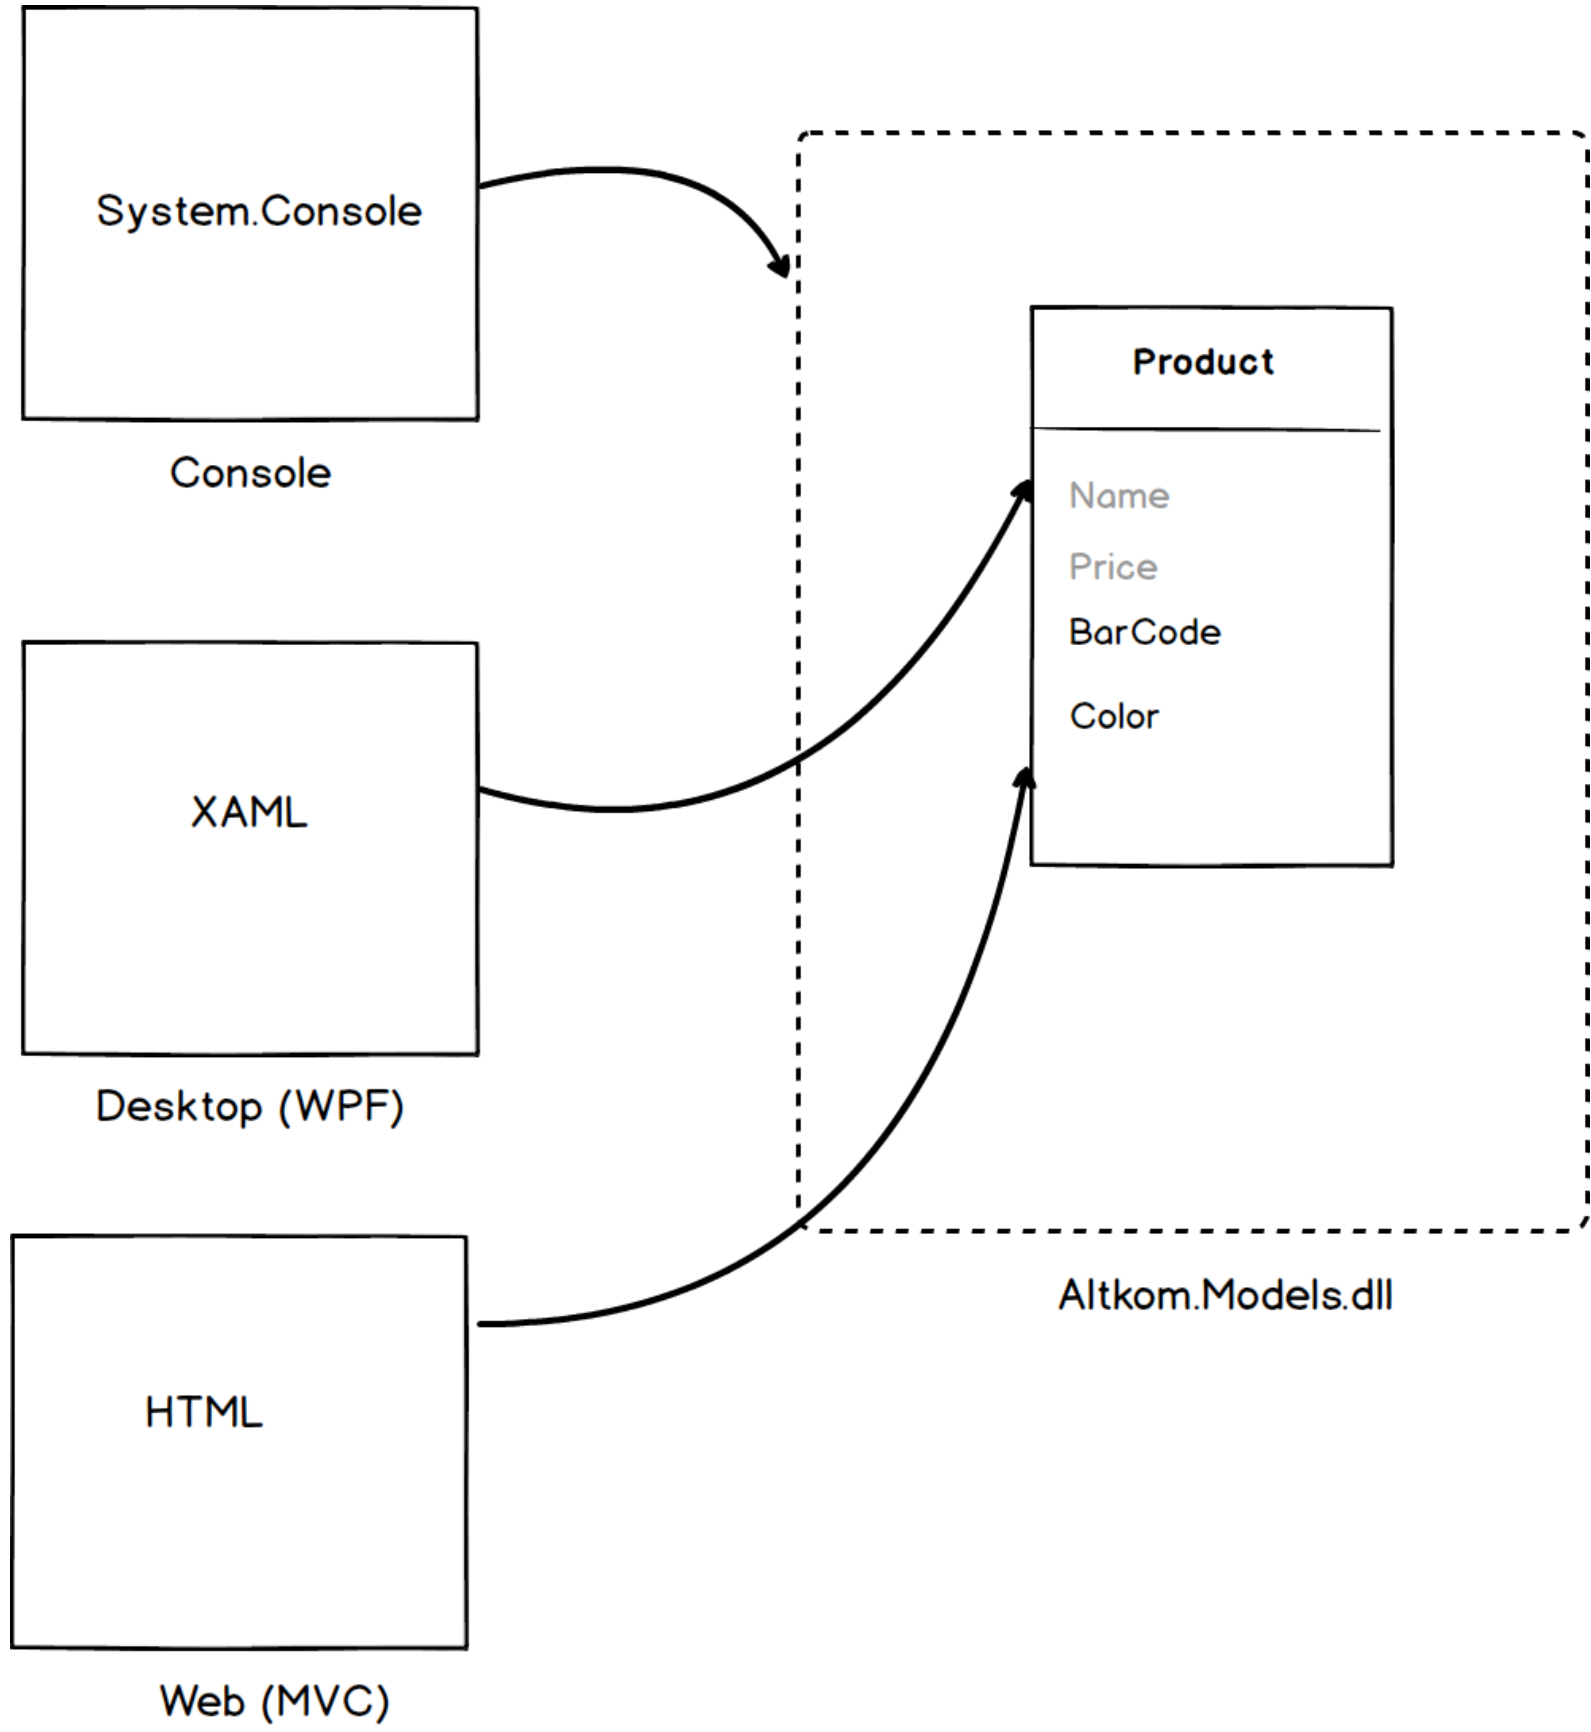 System.Console
Console
XAML
Desktop (WPF)
HTML
Web (MVC)
Product
Name
Price
BarCode
Color
Altkom.Models.dll